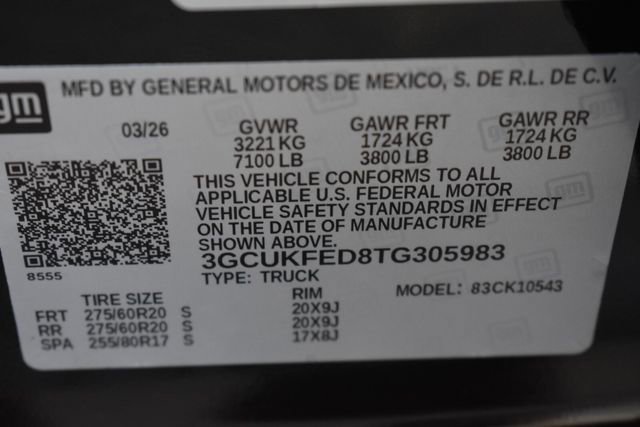 gm
MFD BY GENERAL MOTORS DE MEXICO, S. DE R.L. DE C.V.
03/26 GVWR GAWR FRT GAWR RR
3221 KG 1724 KG 1724 KG
7100 LB 3800 LB 3800 LB
THIS VEHICLE CONFORMS TO ALL
APPLICABLE U.S. FEDERAL MOTOR
VEHICLE SAFETY STANDARDS IN EFFECT
ON THE DATE OF MANUFACTURE
SHOWN ABOVE.
3GCUKFED8TG305983
8555 TYPE: TRUCK MODEL: 83CK10543
TIRE SIZE RIM
FRT 275/60R20 S 20X9J
RR 275/60R20 S 20X9J
SPA 255/80R17 S 17X8J